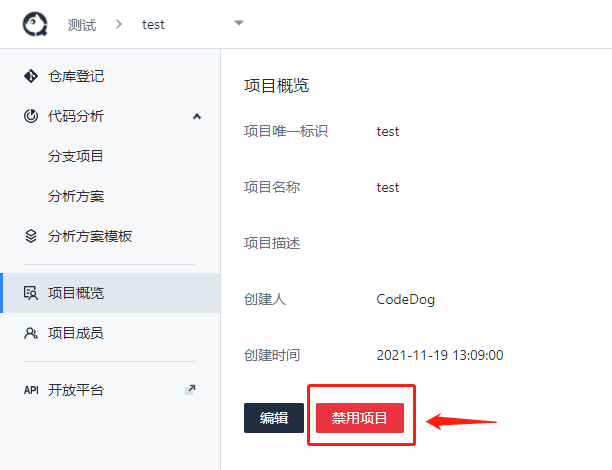 测试 > test
仓库登记
代码分析
分支项目
分析方案
分析方案模板
项目概览
项目成员
API 开放平台
项目概览
项目唯一标识 test
项目名称 test
项目描述
创建人 CodeDog
创建时间 2021-11-19 13:09:00
编辑 禁用项目